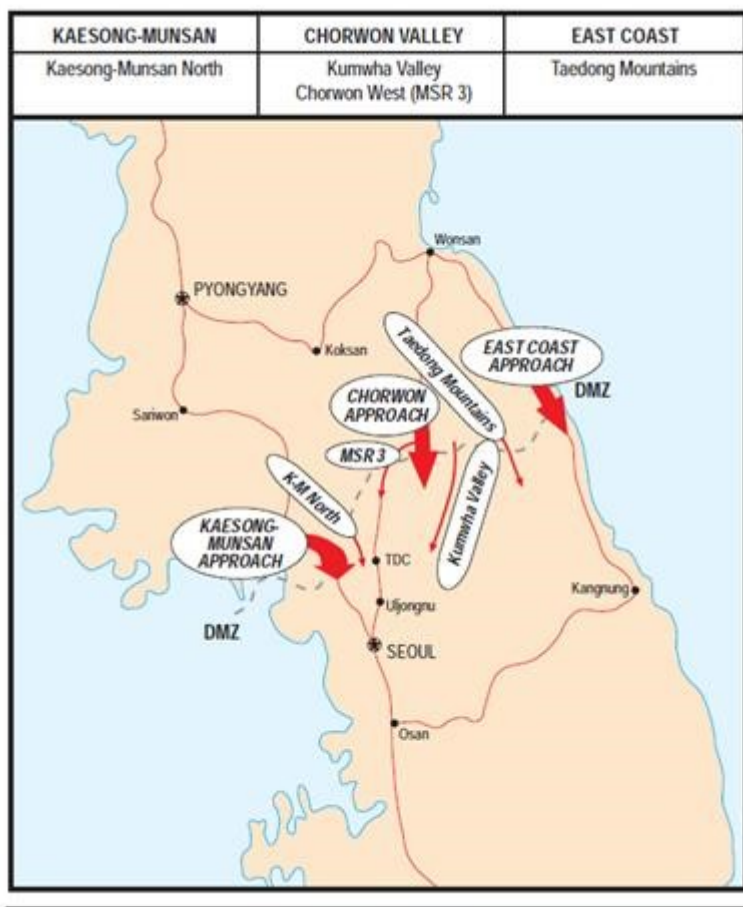 KAESONG-MUNSAN
CHORWON VALLEY
EAST COAST
Kaesong-Munsan North
Kumwha Valley
Chorwon West (MSR 3)
Taedong Mountains
Wonsan
PYONGYANG
Koksan
Taedong Mountains
EAST COAST
APPROACH
DMZ
CHORWON
APPROACH
Sariwon
MSR 3
K-M North
Kumwha Valley
KAESONG-
MUNSAN
APPROACH
TDC
Kangnung
Uljongnu
DMZ
SEOUL
Osan